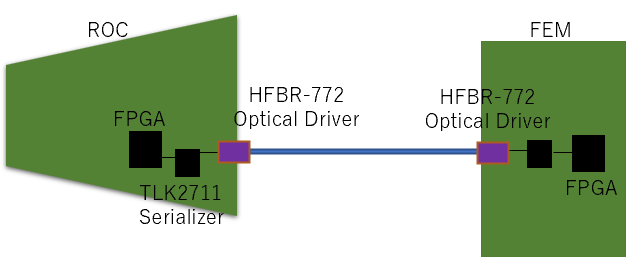 ROC
FEM
HFBR-772
Optical Driver
HFBR-772
Optical Driver
FPGA
TLK2711
Serializer
FPGA